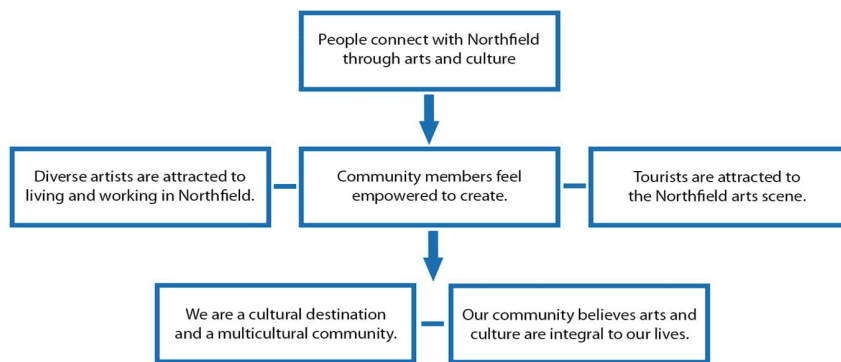 People connect with Northfield
through arts and culture
Diverse artists are attracted to
living and working in Northfield.
Community members feel
empowered to create.
Tourists are attracted to
the Northfield arts scene.
We are a cultural destination
and a multicultural community.
Our community believes arts and
culture are integral to our lives.